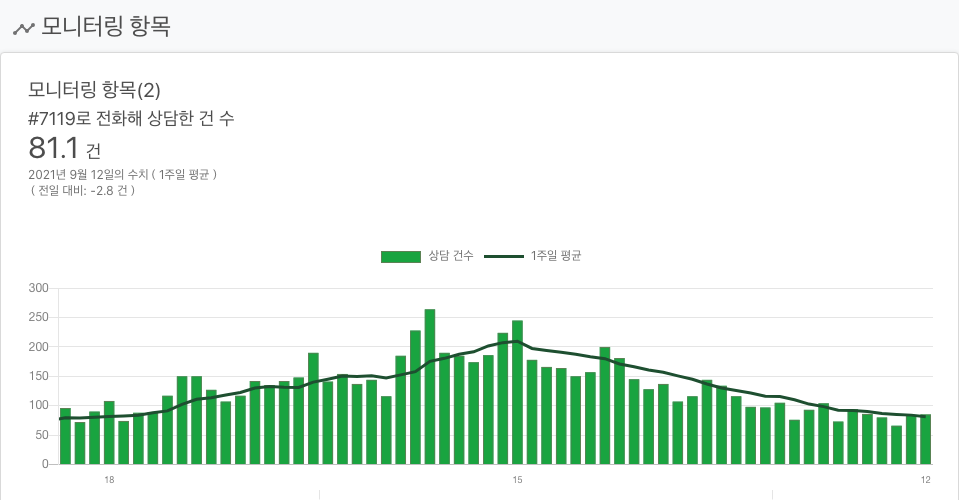 모니터링 항목
모니터링 항목(2)
#7119로 전화해 상담한 건 수
81.1 건
2021년 9월 12일의 수치 ( 1주일 평균 )
( 전일 대비: -2.8 건 )
상담 건수 1주일 평균
300
250
200
150
100
50
0
18 15 12